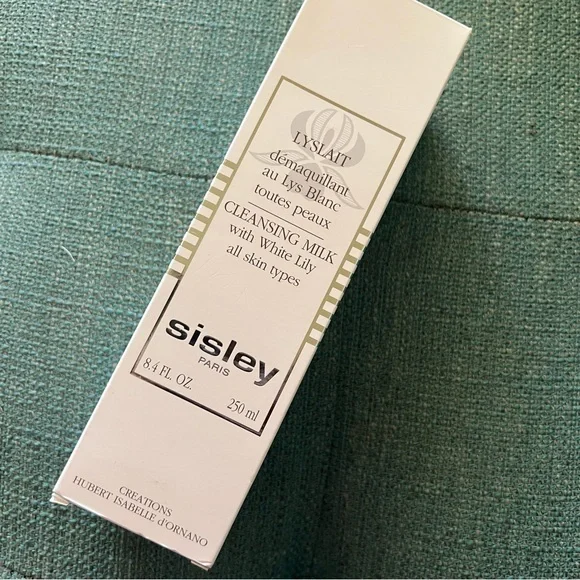 LYSLAIT
démaquillant
au Lys Blanc
toutes peaux
CLEANSING MILK
with White Lily
all skin types
sisley
PARIS
8.4 FL. OZ.
250 ml
CREATIONS
HUBERT ISABELLE d'ORNANO